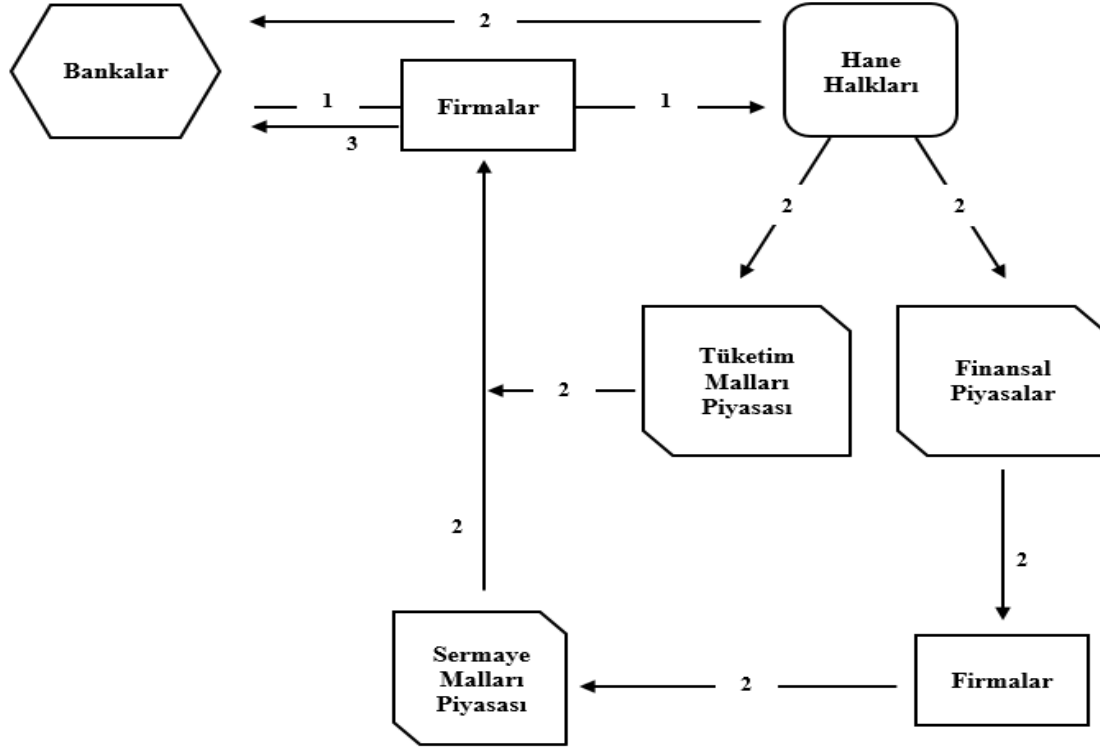 2
Bankalar
Hane
Halkları
1
Firmalar
1
3
2
2
Tüketim
Malları
Piyasası
Finansal
Piyasalar
2
2
2
Sermaye
Malları
Piyasası
2
Firmalar